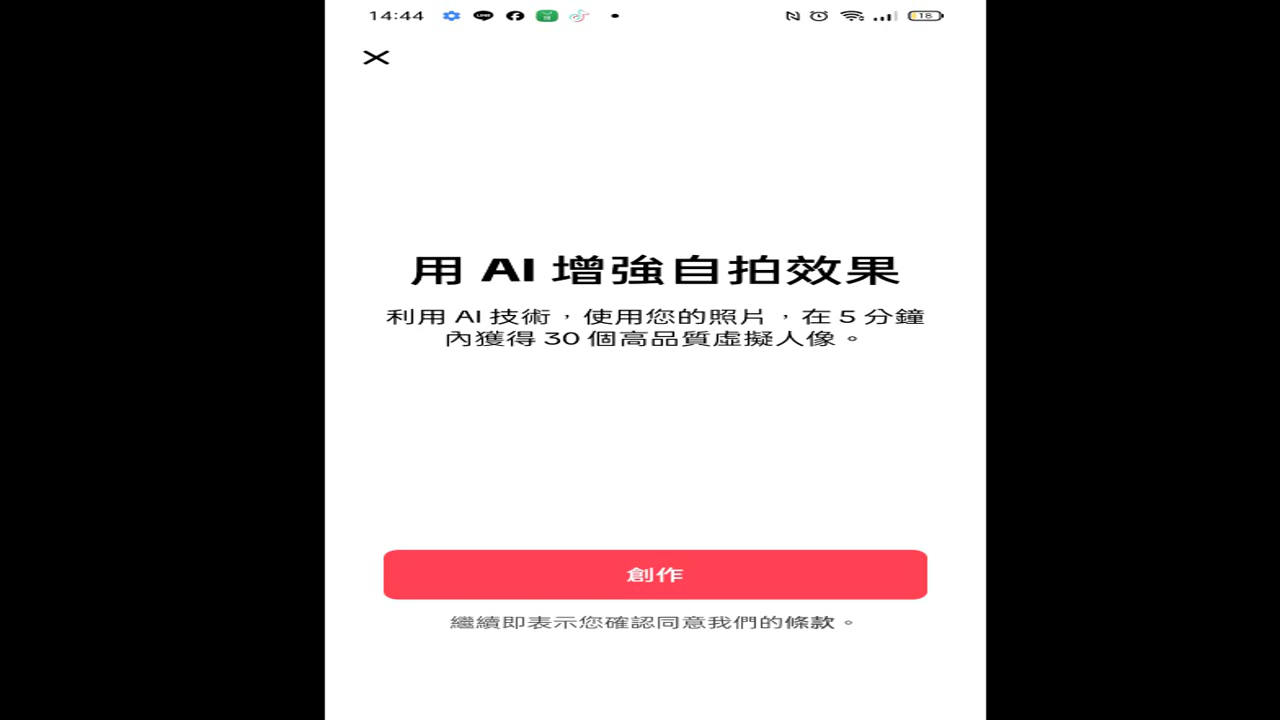 14:44
18
用 AI 增強自拍效果
利用 AI 技術，使用您的照片，在 5 分鐘
內獲得 30 個高品質虛擬人像。
創作
繼續即表示您確認同意我們的條款。